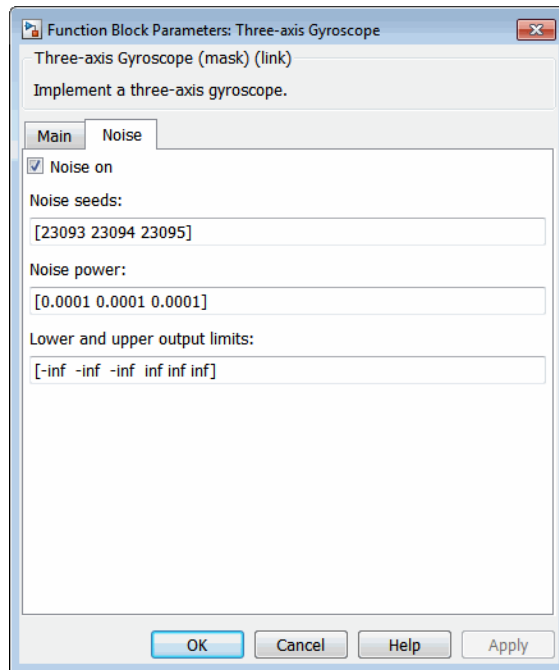 Function Block Parameters: Three-axis Gyroscope
Three-axis Gyroscope (mask) (link)
Implement a three-axis gyroscope.
Main Noise
Noise on
Noise seeds:
[23093 23094 23095]
Noise power:
[0.0001 0.0001 0.0001]
Lower and upper output limits:
[-inf -inf -inf inf inf inf]
OK Cancel Help Apply